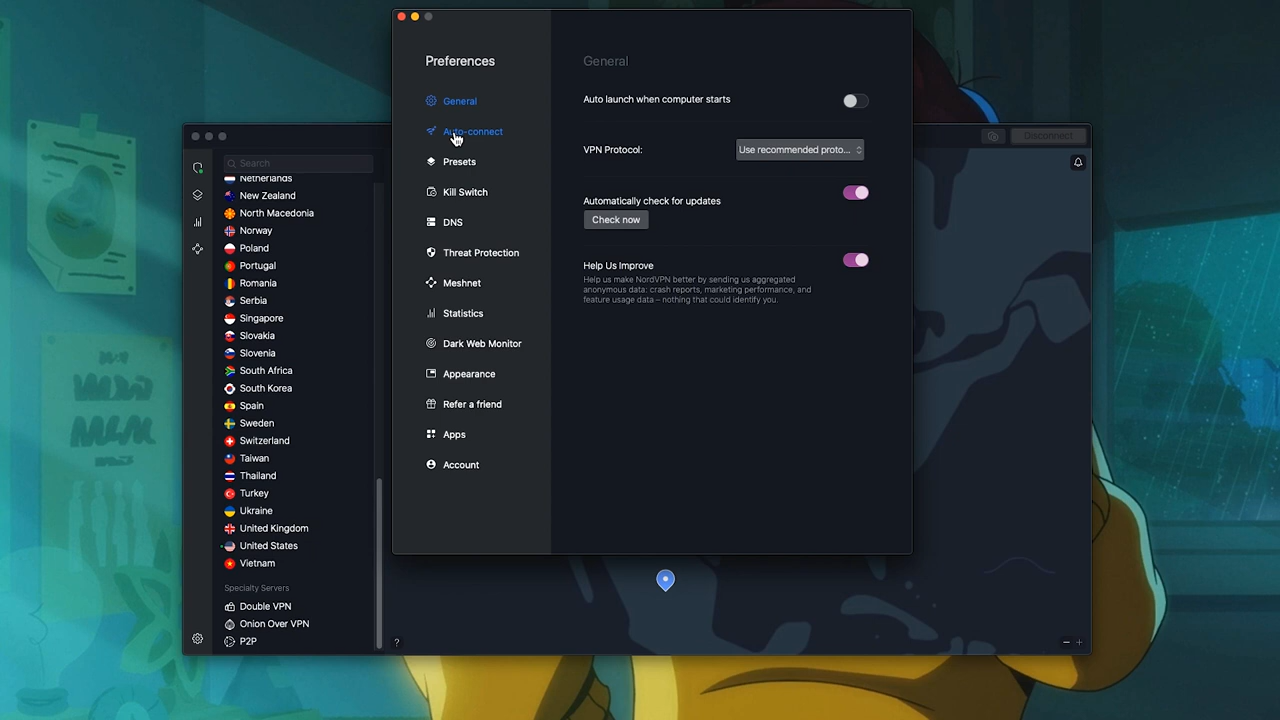 Preferences
General
Auto-connect
Presets
Kill Switch
DNS
Threat Protection
Meshnet
Statistics
Dark Web Monitor
Appearance
Refer a friend
Apps
Account
General
Auto launch when computer starts
VPN Protocol:
Use recommended proto...
Automatically check for updates
Check now
Help Us Improve
Help us make NordVPN better by sending us aggregated
anonymous data: crash reports, marketing performance, and
feature usage data – nothing that could identify you.
Disconnect
Search
Netherlands
New Zealand
North Macedonia
Norway
Poland
Portugal
Romania
Serbia
Singapore
Slovakia
Slovenia
South Africa
South Korea
Spain
Sweden
Switzerland
Taiwan
Thailand
Turkey
Ukraine
United Kingdom
United States
Vietnam
Specialty Servers
Double VPN
Onion Over VPN
P2P
?
− +